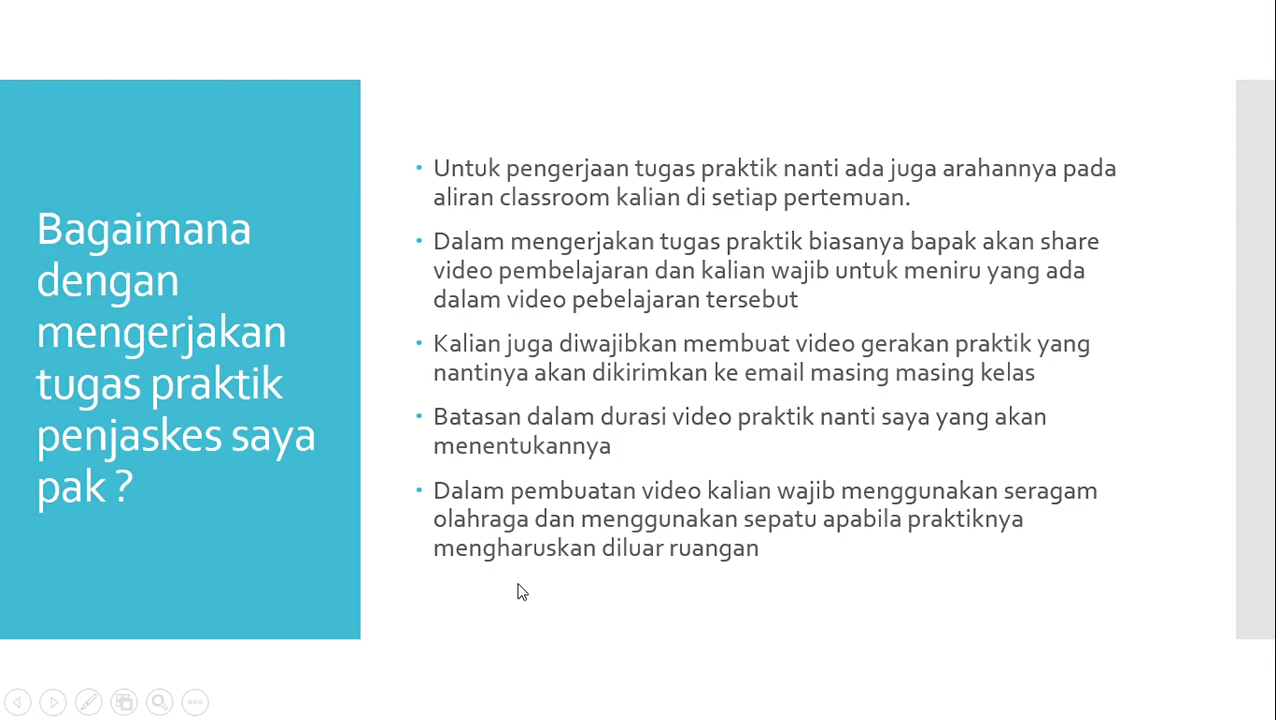 Bagaimana
dengan
mengerjakan
tugas praktik
penjaskes saya
pak ?
• Untuk pengerjaan tugas praktik nanti ada juga arahannya pada
aliran classroom kalian di setiap pertemuan.
• Dalam mengerjakan tugas praktik biasanya bapak akan share
video pembelajaran dan kalian wajib untuk meniru yang ada
dalam video pebelajaran tersebut
• Kalian juga diwajibkan membuat video gerakan praktik yang
nantinya akan dikirimkan ke email masing masing kelas
• Batasan dalam durasi video praktik nanti saya yang akan
menentukannya
• Dalam pembuatan video kalian wajib menggunakan seragam
olahraga dan menggunakan sepatu apabila praktiknya
mengharuskan diluar ruangan